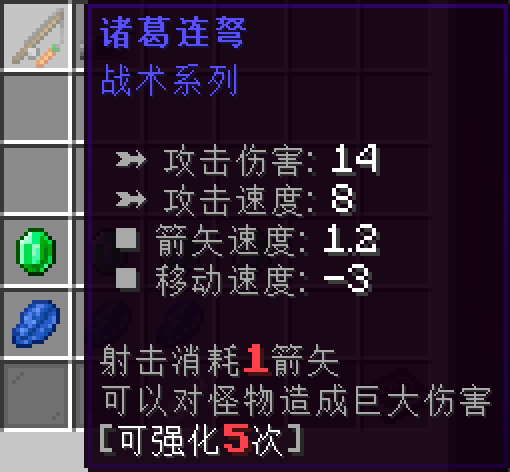 诸葛连弩
战术系列
攻击伤害: 14
攻击速度: 8
箭矢速度: 1.2
移动速度: -3
射击消耗1箭矢
可以对怪物造成巨大伤害
[可强化5次]